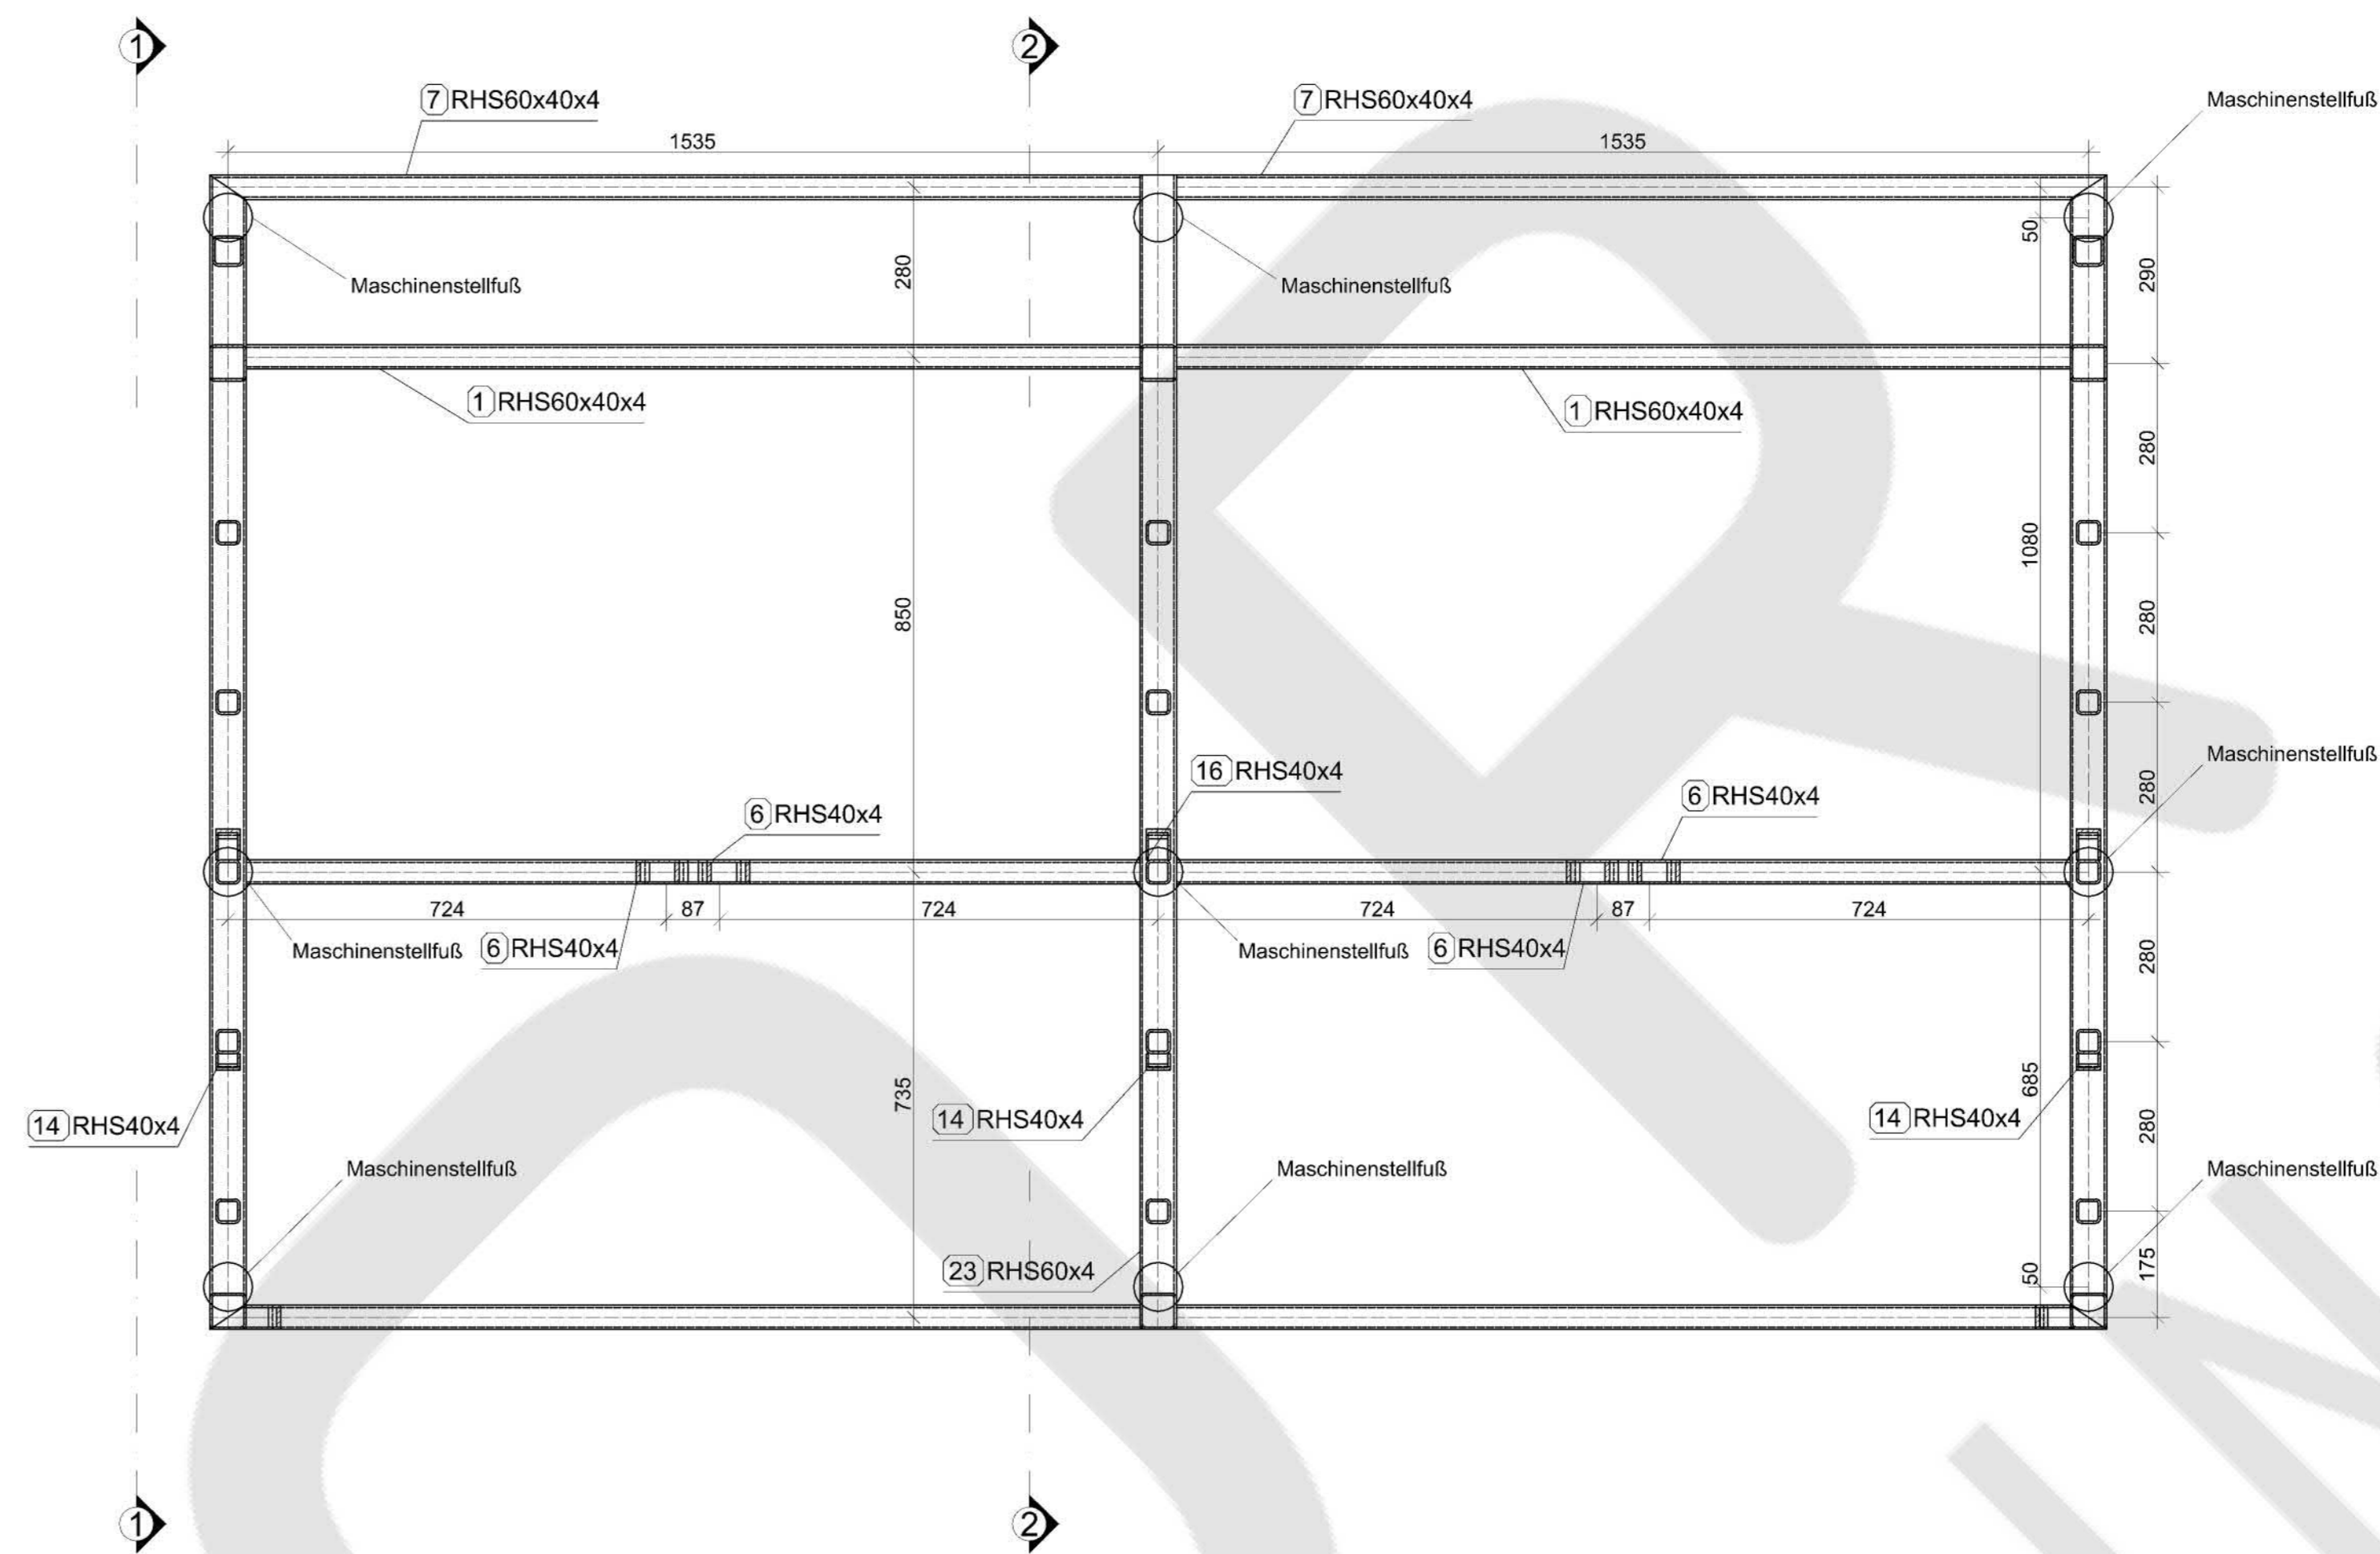 1
2
7 RHS60x40x4
7 RHS60x40x4
Maschinenstellfuß
1535
1535
50
280
290
Maschinenstellfuß
Maschinenstellfuß
1 RHS60x40x4
1 RHS60x40x4
280
1080
850
280
16 RHS40x4
Maschinenstellfuß
6 RHS40x4
6 RHS40x4
280
724
87
724
724
87
724
Maschinenstellfuß
6 RHS40x4
Maschinenstellfuß
6 RHS40x4
280
735
685
14 RHS40x4
14 RHS40x4
14 RHS40x4
280
Maschinenstellfuß
Maschinenstellfuß
Maschinenstellfuß
23 RHS60x4
50
175
1
2